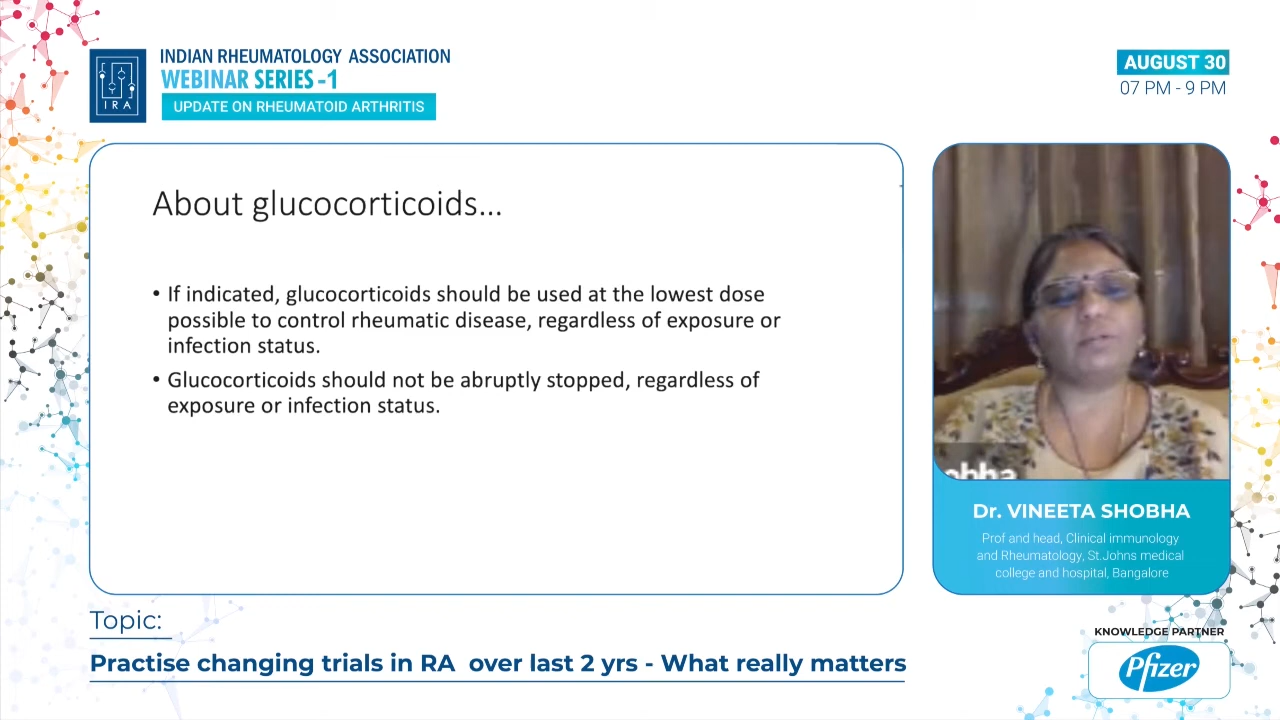 INDIAN RHEUMATOLOGY ASSOCIATION
WEBINAR SERIES -1
UPDATE ON RHEUMATOID ARTHRITIS
IRA
AUGUST 30
07 PM - 9 PM
About glucocorticoids...
• If indicated, glucocorticoids should be used at the lowest dose
possible to control rheumatic disease, regardless of exposure or
infection status.
• Glucocorticoids should not be abruptly stopped, regardless of
exposure or infection status.
Dr. VINEETA SHOBHA
Prof and head, Clinical immunology
and Rheumatology, St.Johns medical
college and hospital, Bangalore
Topic:
Practise changing trials in RA over last 2 yrs - What really matters
KNOWLEDGE PARTNER
Pfizer